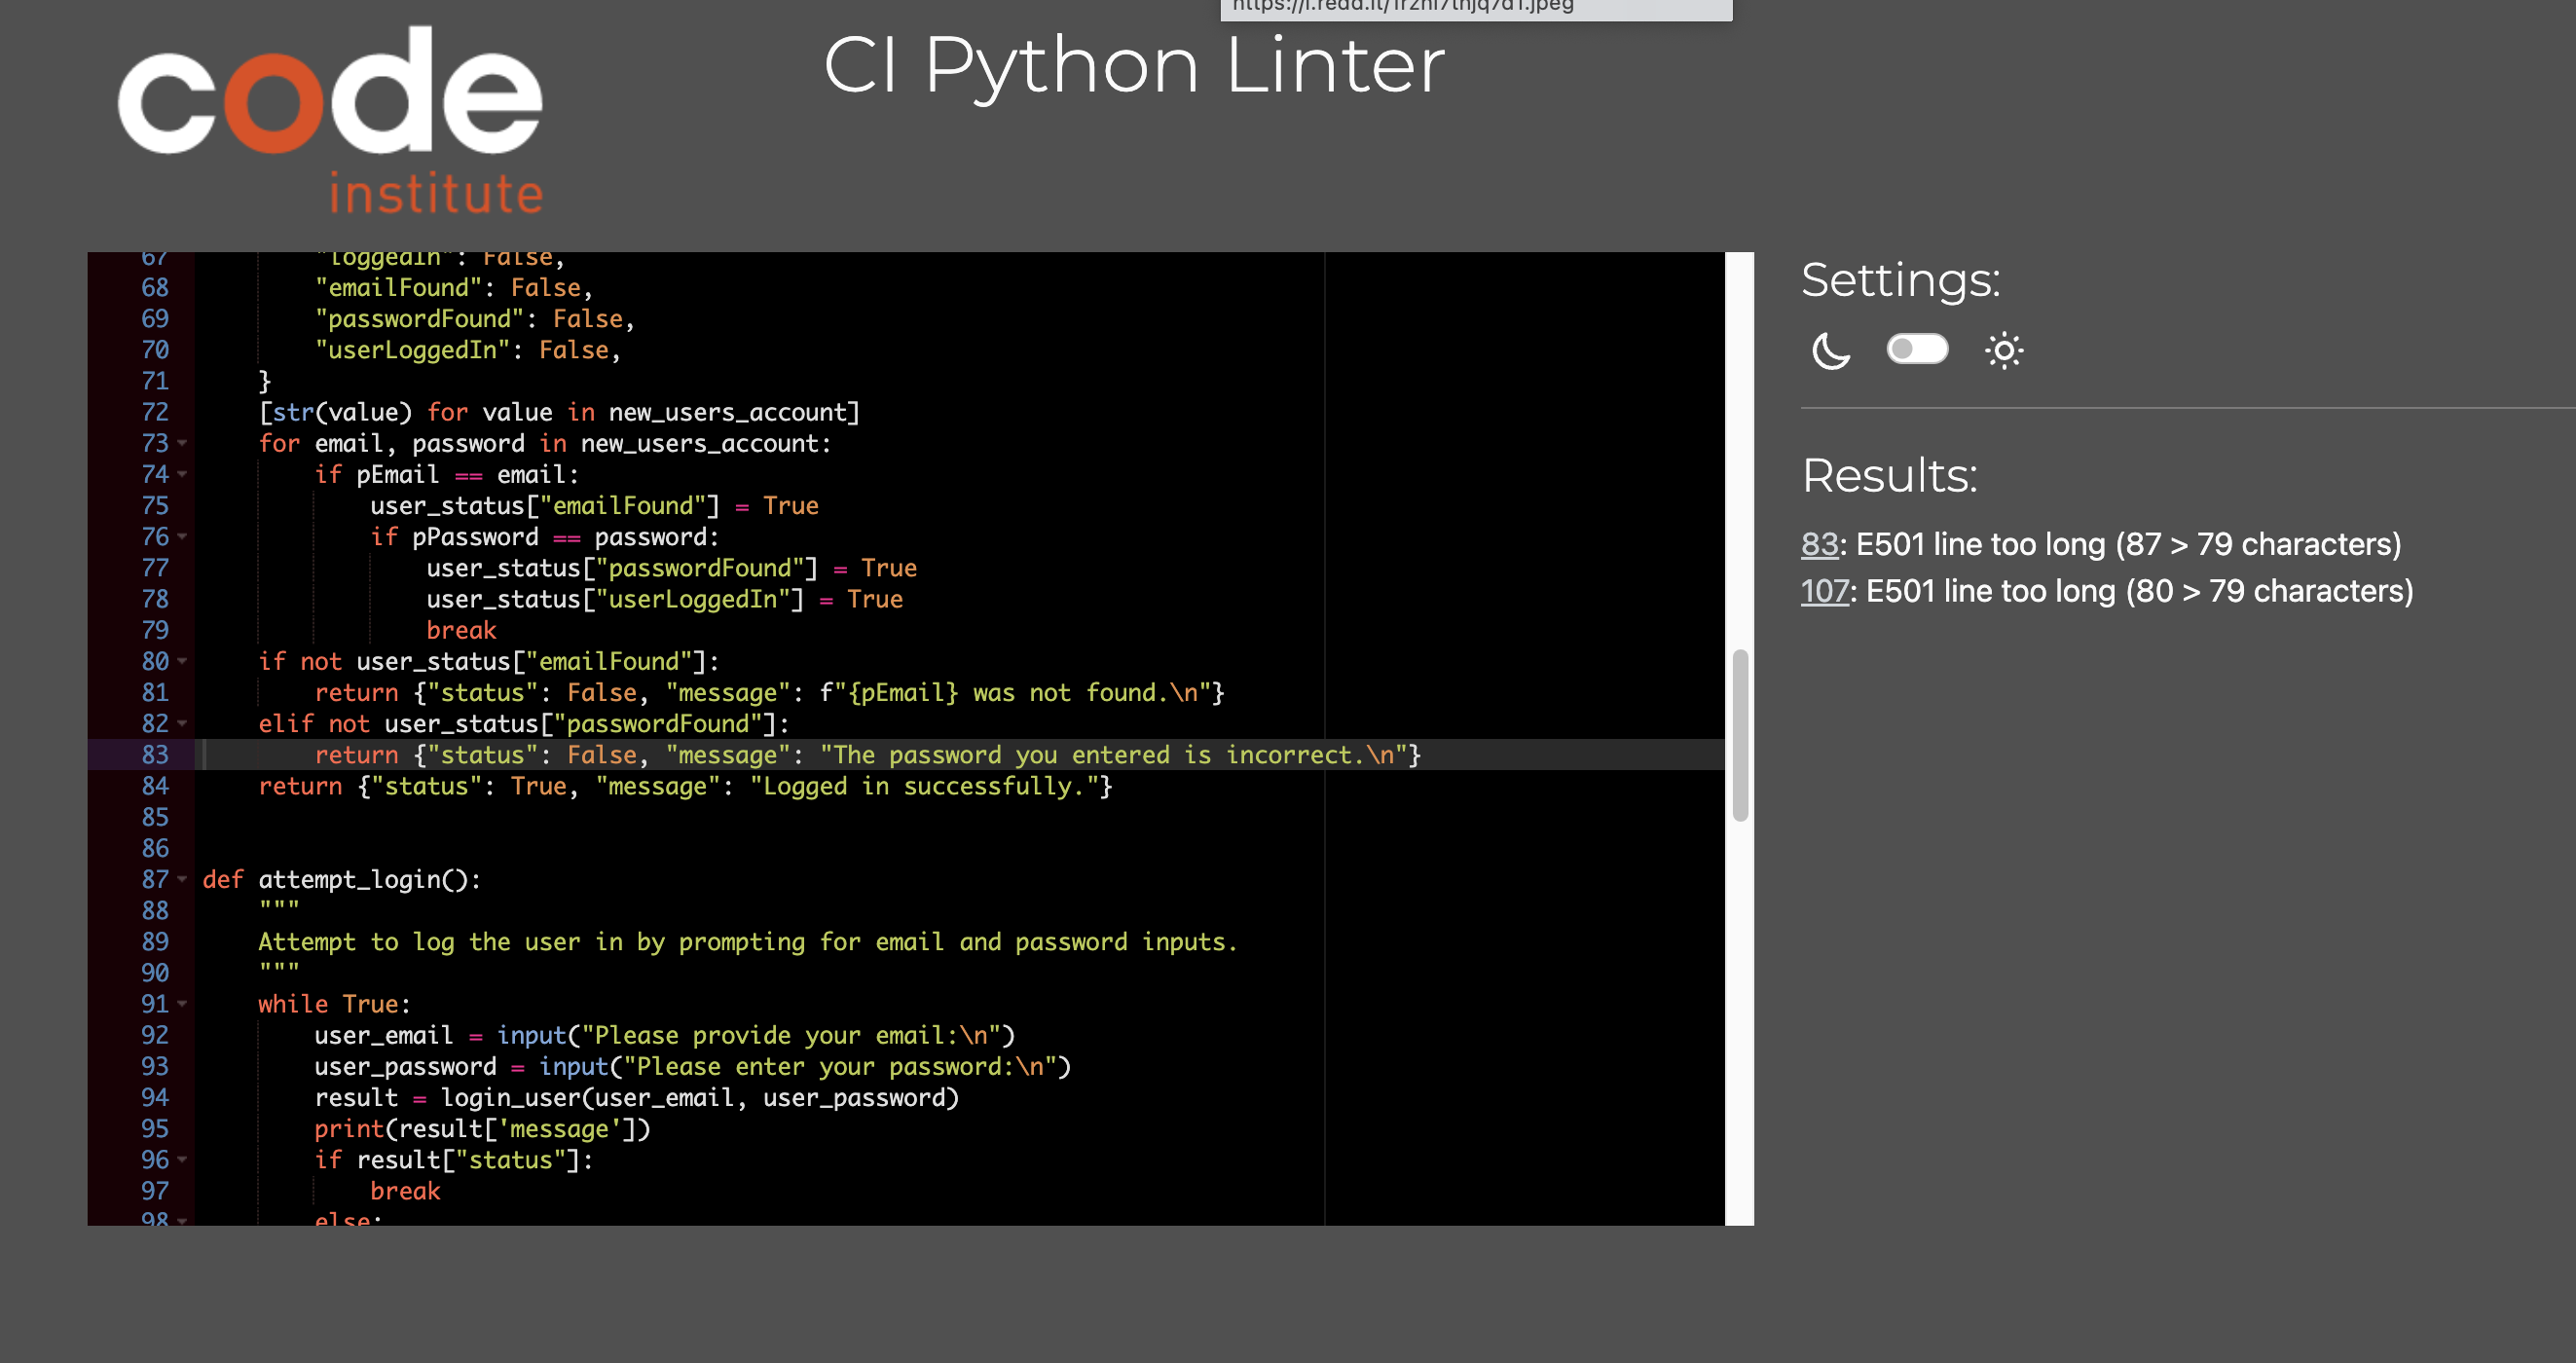 CI Python Linter
code
institute
67 "loggedIn": False,
68 "emailFound": False,
69 "passwordFound": False,
70 "userLoggedIn": False,
71 }
72 [str(value) for value in new_users_account]
73 for email, password in new_users_account:
74 if pEmail == email:
75 user_status["emailFound"] = True
76 if pPassword == password:
77 user_status["passwordFound"] = True
78 user_status["userLoggedIn"] = True
79 break
80 if not user_status["emailFound"]:
81 return {"status": False, "message": f"{pEmail} was not found.\n"}
82 elif not user_status["passwordFound"]:
83 return {"status": False, "message": "The password you entered is incorrect.\n"}
84 return {"status": True, "message": "Logged in successfully."}
85
86
87 def attempt_login():
88 """
89 Attempt to log the user in by prompting for email and password inputs.
90 """
91 while True:
92 user_email = input("Please provide your email:\n")
93 user_password = input("Please enter your password:\n")
94 result = login_user(user_email, user_password)
95 print(result['message'])
96 if result["status"]:
97 break
98 else:
Settings:
Results:
83: E501 line too long (87 > 79 characters)
107: E501 line too long (80 > 79 characters)